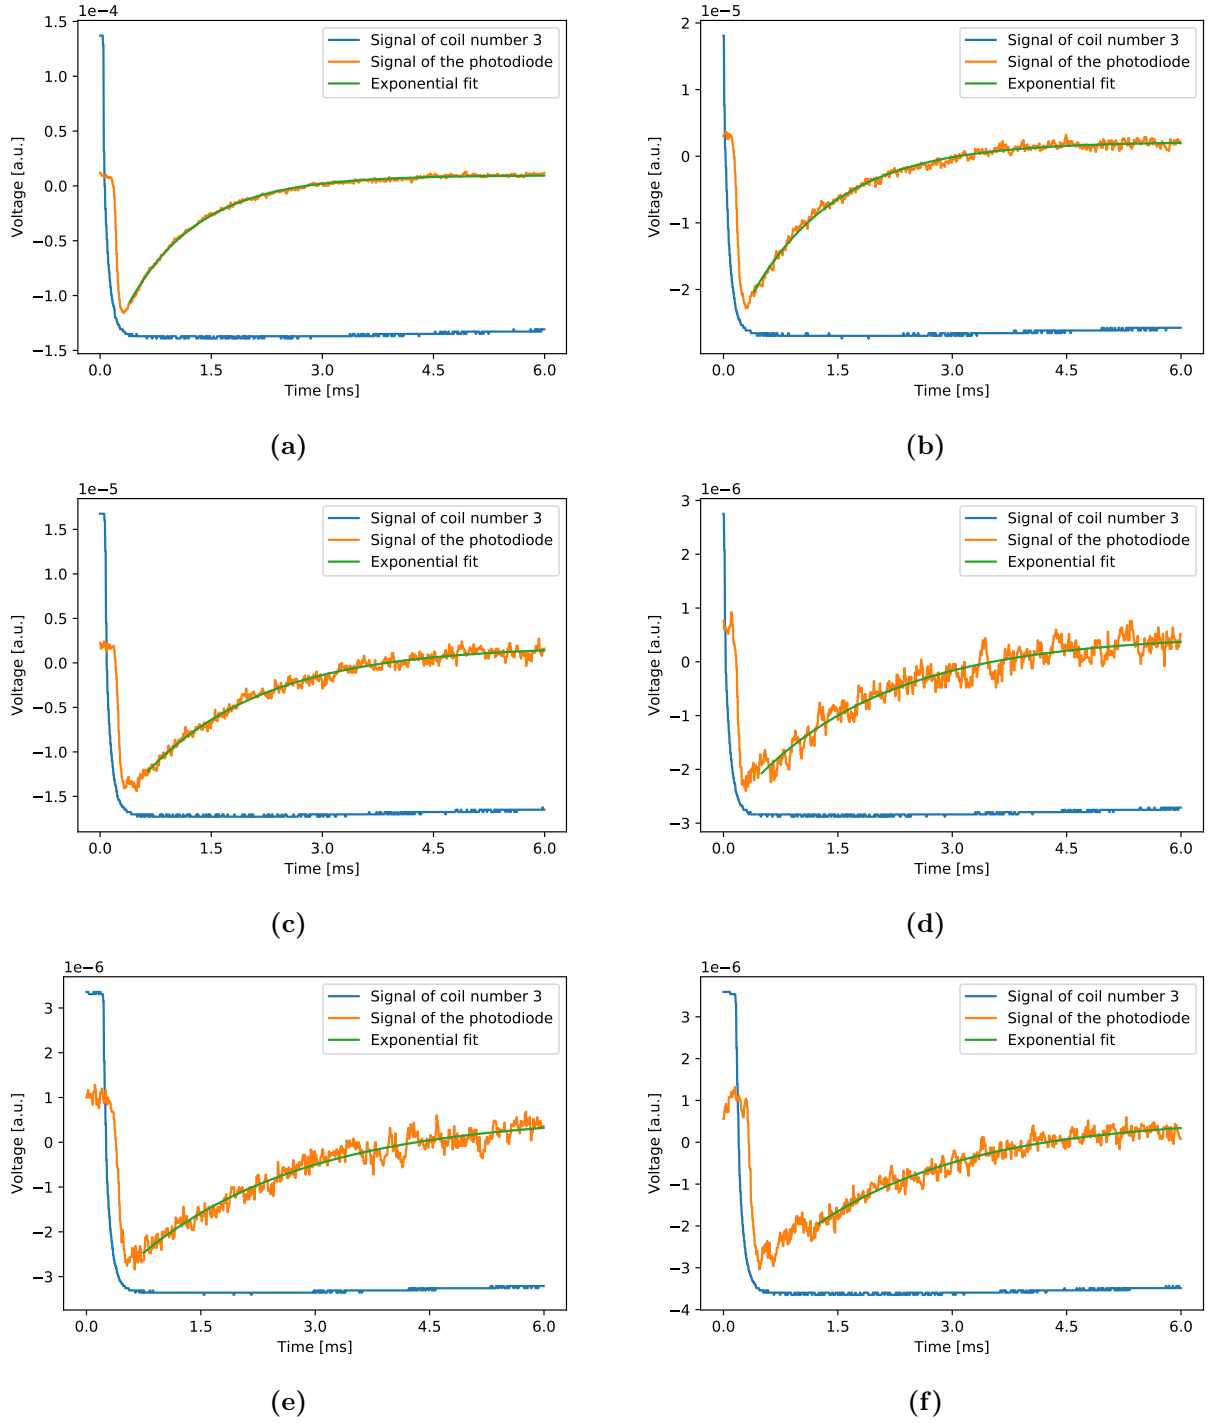 1e−4
1.5
1.0
0.5
0.0
−0.5
−1.0
−1.5
Voltage [a.u.]
Signal of coil number 3
Signal of the photodiode
Exponential fit
0.0 1.5 3.0 4.5 6.0
Time [ms]
(a)
1e−5
2
1
0
−1
−2
Voltage [a.u.]
Signal of coil number 3
Signal of the photodiode
Exponential fit
0.0 1.5 3.0 4.5 6.0
Time [ms]
(b)
1e−5
1.5
1.0
0.5
0.0
−0.5
−1.0
−1.5
Voltage [a.u.]
Signal of coil number 3
Signal of the photodiode
Exponential fit
0.0 1.5 3.0 4.5 6.0
Time [ms]
(c)
1e−6
3
2
1
0
−1
−2
−3
Voltage [a.u.]
Signal of coil number 3
Signal of the photodiode
Exponential fit
0.0 1.5 3.0 4.5 6.0
Time [ms]
(d)
1e−6
3
2
1
0
−1
−2
−3
Voltage [a.u.]
Signal of coil number 3
Signal of the photodiode
Exponential fit
0.0 1.5 3.0 4.5 6.0
Time [ms]
(e)
1e−6
3
2
1
0
−1
−2
−3
−4
Voltage [a.u.]
Signal of coil number 3
Signal of the photodiode
Exponential fit
0.0 1.5 3.0 4.5 6.0
Time [ms]
(f)